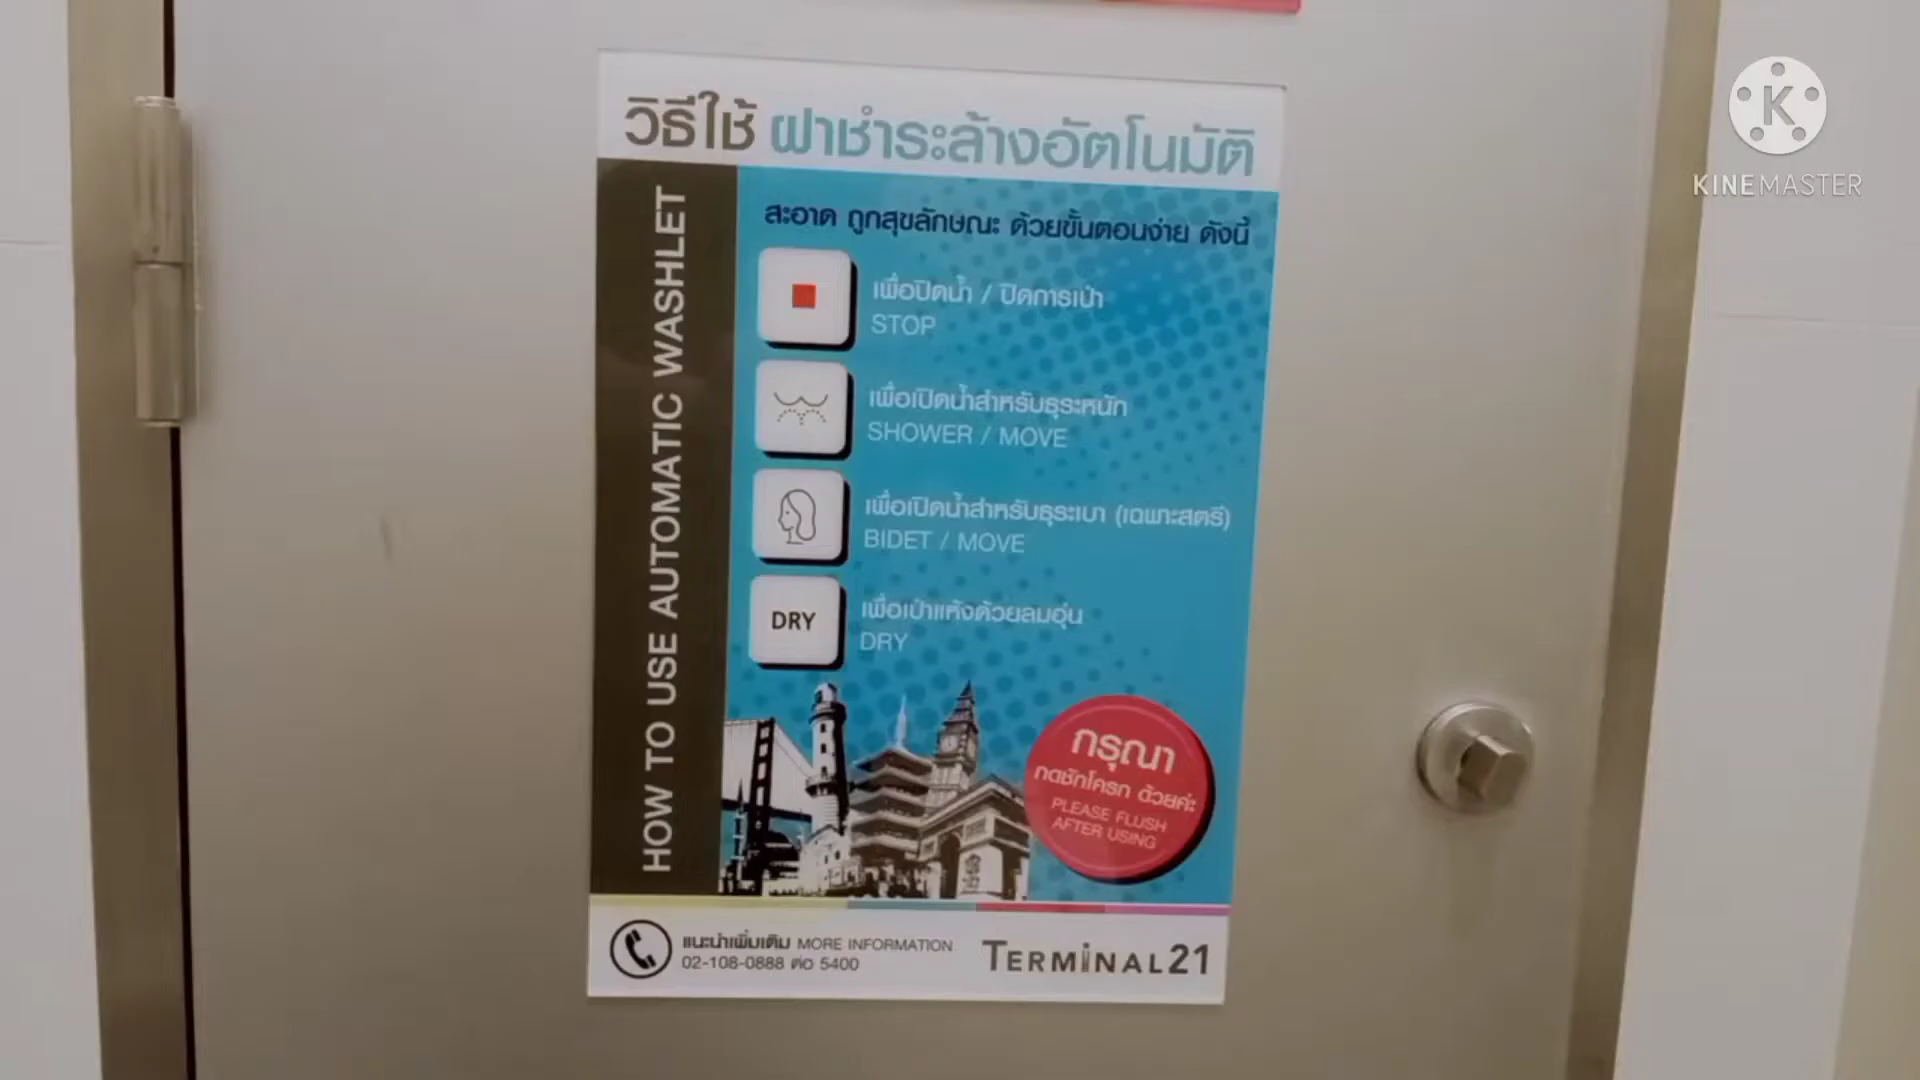 KINEMASTER
วิธีใช้ ฝาชำระล้างอัตโนมัติ
HOW TO USE AUTOMATIC WASHLET
สะอาด ถูกสุขลักษณะ ด้วยขั้นตอนง่าย ดังนี้
เพื่อปิดน้ำ / ปิดการเป่า
STOP
เพื่อเปิดน้ำสำหรับธุระหนัก
SHOWER / MOVE
เพื่อเปิดน้ำสำหรับธุระเบา (เฉพาะสตรี)
BIDET / MOVE
DRY
เพื่อเป่าแห้งด้วยลมอุ่น
DRY
กรุณา
กดชักโครก ด้วยค่ะ
PLEASE FLUSH
AFTER USING
แนะนำเพิ่มเติม MORE INFORMATION
02-108-0888 ต่อ 5400
TERMINAL21